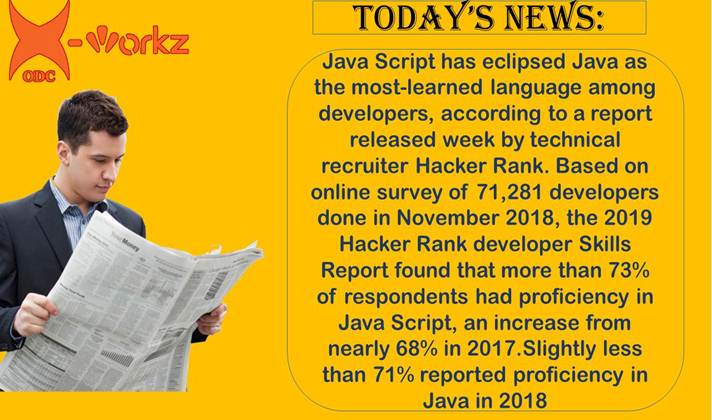 X-Workz
ODC
TODAY'S NEWS:
Java Script has eclipsed Java as
the most-learned language among
developers, according to a report
released week by technical
recruiter Hacker Rank. Based on
online survey of 71,281 developers
done in November 2018, the 2019
Hacker Rank developer Skills
Report found that more than 73%
of respondents had proficiency in
Java Script, an increase from
nearly 68% in 2017.Slightly less
than 71% reported proficiency in
Java in 2018
Money